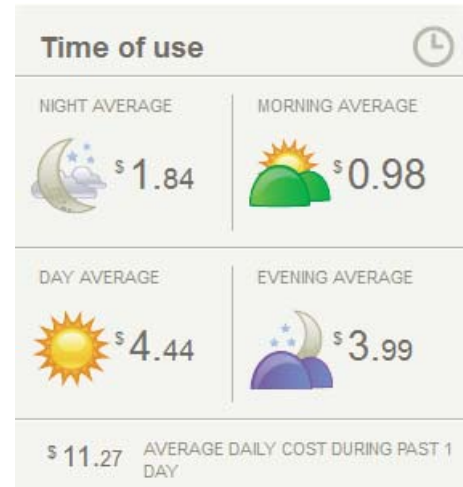 Time of use
NIGHT AVERAGE
$1.84
MORNING AVERAGE
$0.98
DAY AVERAGE
$4.44
EVENING AVERAGE
$3.99
$11.27 AVERAGE DAILY COST DURING PAST 1
DAY